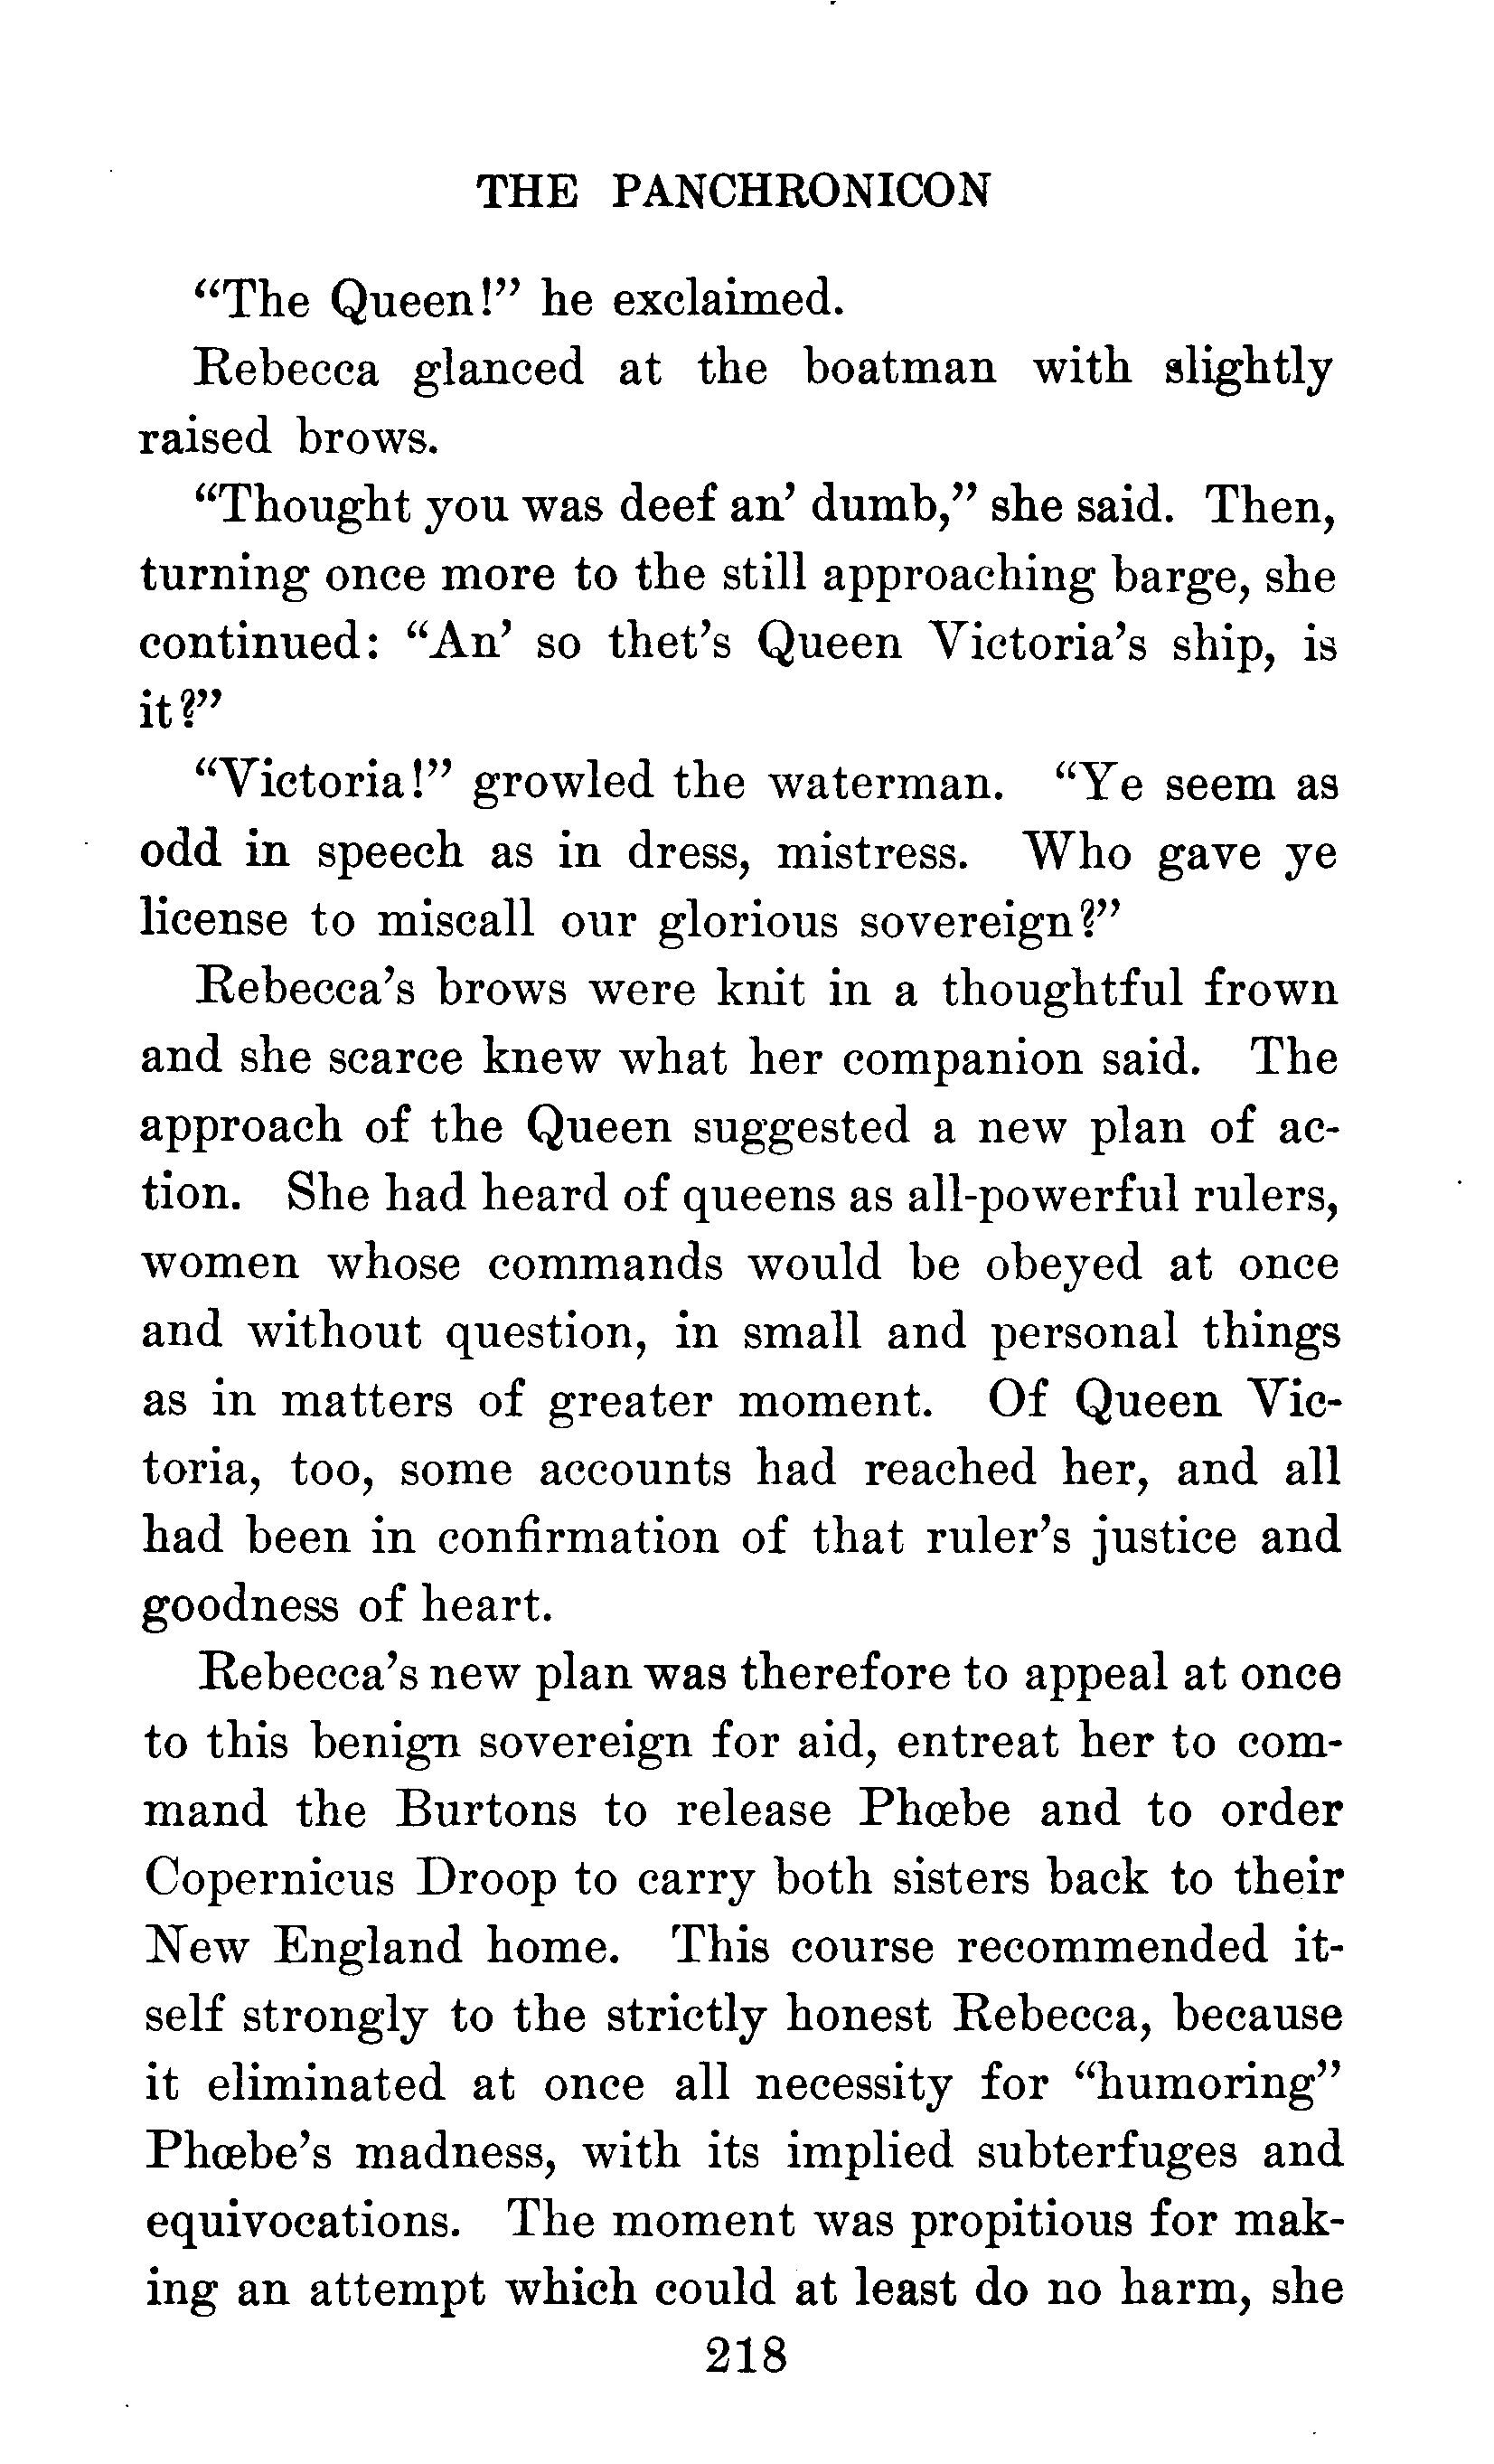 THE PANCHRONICON
“The Queen!” he exclaimed.
Rebecca glanced at the boatman with slightly
raised brows.
“Thought you was deef an’ dumb,” she said. Then,
turning once more to the still approaching barge, she
continued: “An’ so thet’s Queen Victoria’s ship, is
it?”
“Victoria!” growled the waterman. “Ye seem as
odd in speech as in dress, mistress. Who gave ye
license to miscall our glorious sovereign?”
Rebecca’s brows were knit in a thoughtful frown
and she scarce knew what her companion said. The
approach of the Queen suggested a new plan of ac-
tion. She had heard of queens as all-powerful rulers,
women whose commands would be obeyed at once
and without question, in small and personal things
as in matters of greater moment. Of Queen Vic-
toria, too, some accounts had reached her, and all
had been in confirmation of that ruler’s justice and
goodness of heart.
Rebecca’s new plan was therefore to appeal at once
to this benign sovereign for aid, entreat her to com-
mand the Burtons to release Phœbe and to order
Copernicus Droop to carry both sisters back to their
New England home. This course recommended it-
self strongly to the strictly honest Rebecca, because
it eliminated at once all necessity for “humoring”
Phœbe’s madness, with its implied subterfuges and
equivocations. The moment was propitious for mak-
ing an attempt which could at least do no harm, she
218